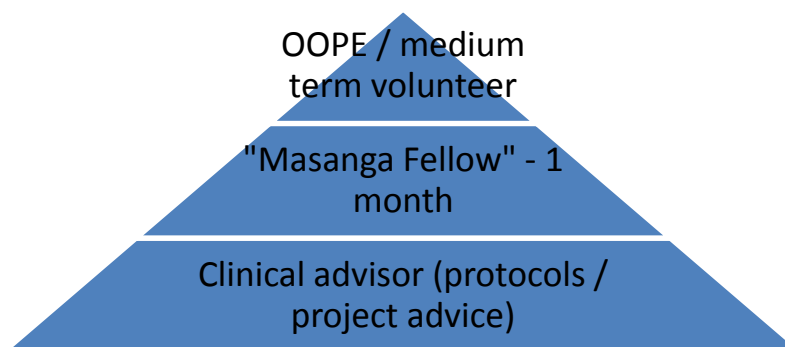 OOPE / medium
term volunteer
"Masanga Fellow" - 1
month
Clinical advisor (protocols /
project advice)